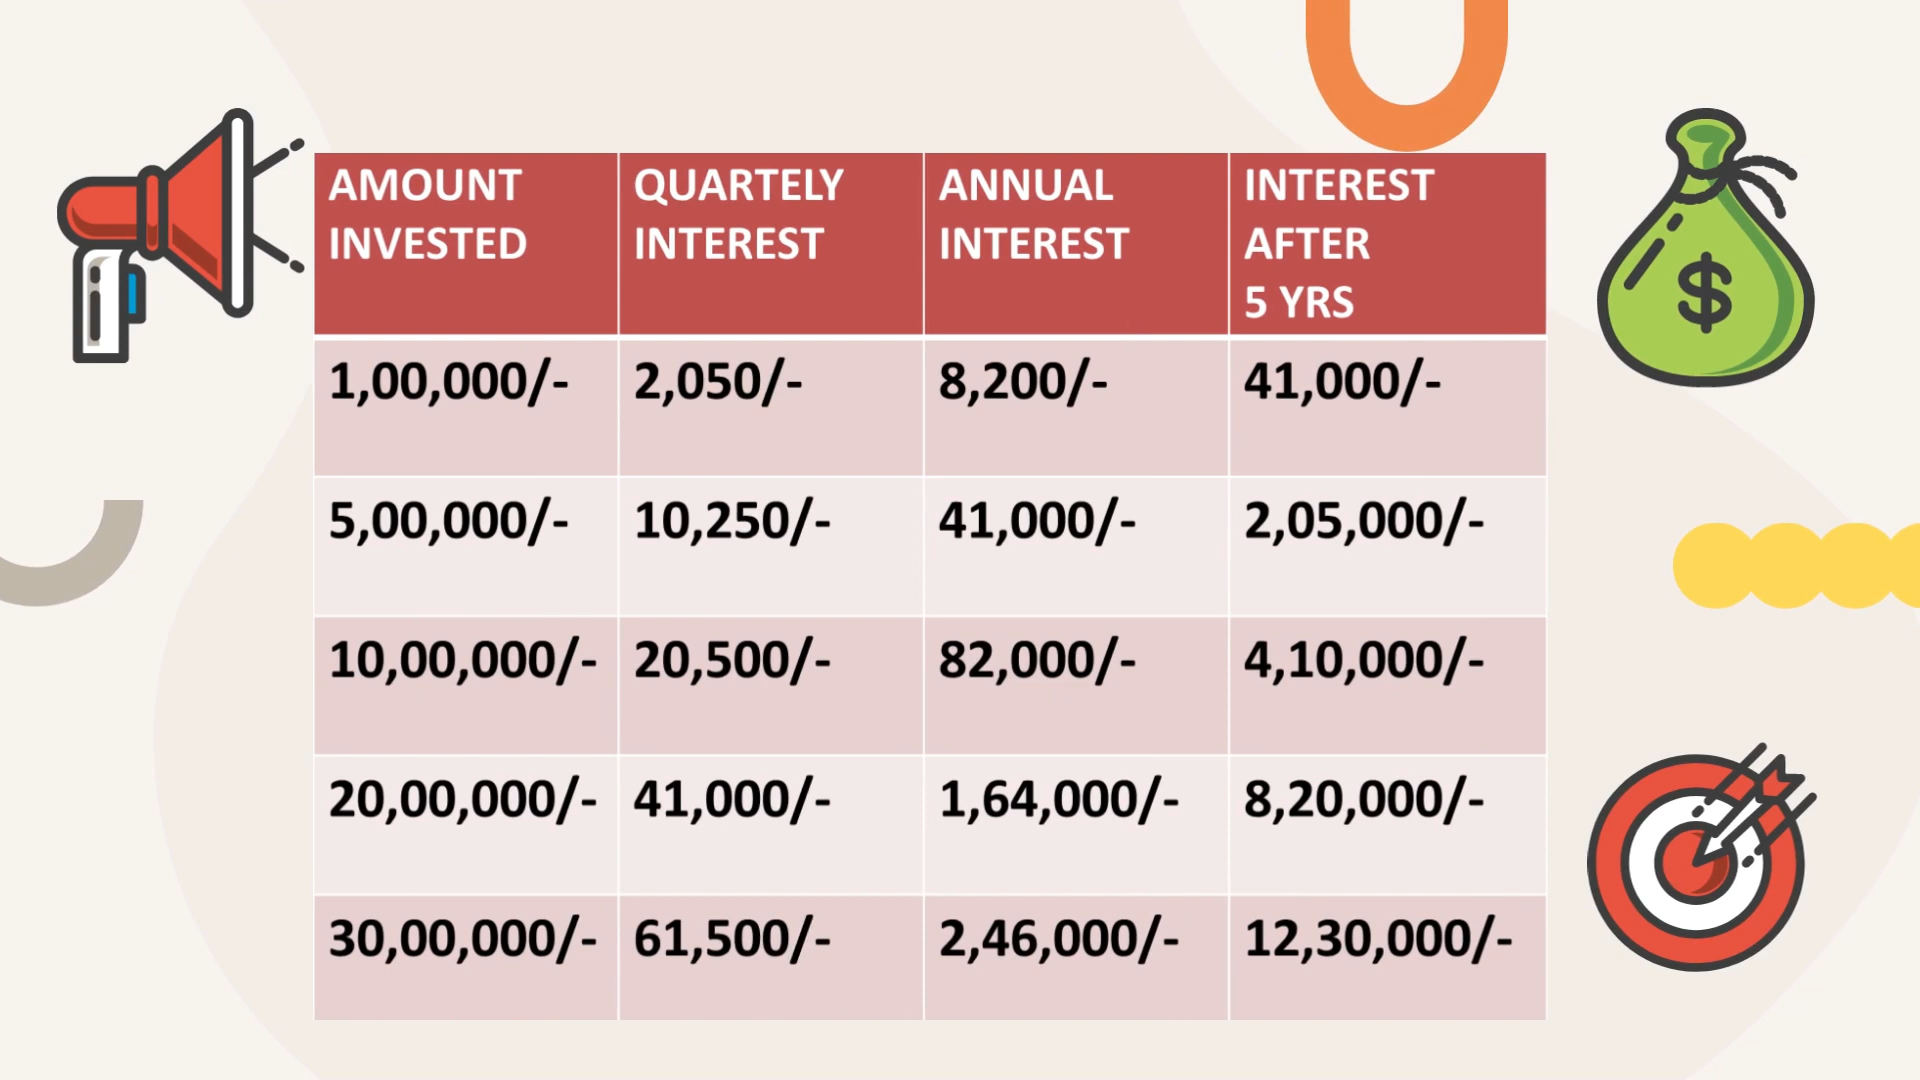 AMOUNT INVESTED
QUARTELY INTEREST
ANNUAL INTEREST
INTEREST AFTER 5 YRS
1,00,000/- 2,050/- 8,200/- 41,000/-
5,00,000/- 10,250/- 41,000/- 2,05,000/-
10,00,000/- 20,500/- 82,000/- 4,10,000/-
20,00,000/- 41,000/- 1,64,000/- 8,20,000/-
30,00,000/- 61,500/- 2,46,000/- 12,30,000/-
$